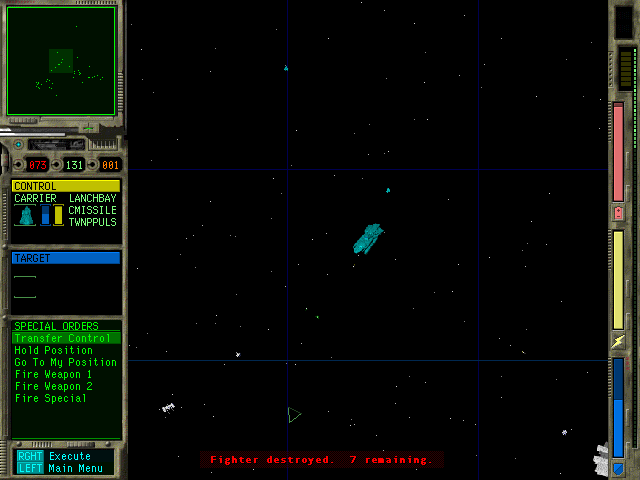 073 131 001
CONTROL
CARRIER LANCHBAY
CMISSILE
TWNPPULS
TARGET
SPECIAL ORDERS
Transfer Control
Hold Position
Go To My Position
Fire Weapon 1
Fire Weapon 2
Fire Special
RGHT Execute
LEFT Main Menu
Fighter destroyed. 7 remaining.